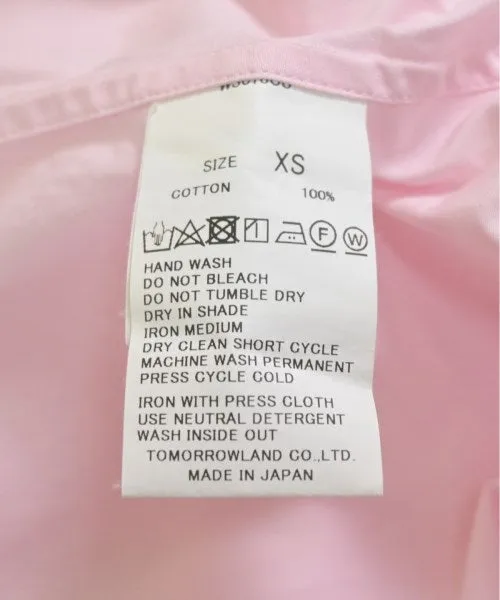 SIZE XS
COTTON 100%
F W
HAND WASH
DO NOT BLEACH
DO NOT TUMBLE DRY
DRY IN SHADE
IRON MEDIUM
DRY CLEAN SHORT CYCLE
MACHINE WASH PERMANENT
PRESS CYCLE COLD
IRON WITH PRESS CLOTH
USE NEUTRAL DETERGENT
WASH INSIDE OUT
TOMORROWLAND CO.,LTD.
MADE IN JAPAN